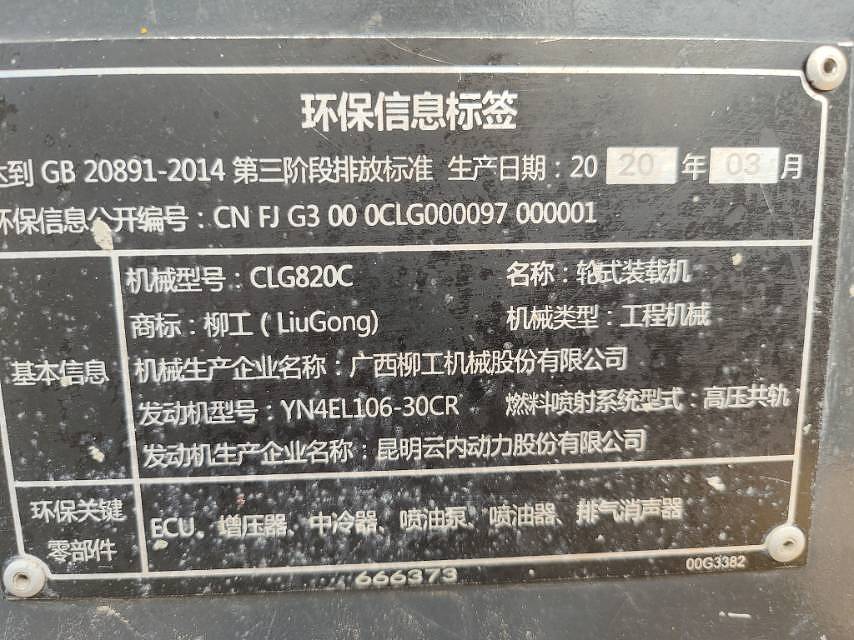 环保信息标签
达到 GB 20891-2014 第三阶段排放标准 生产日期：20 20 年 03 月
环保信息公开编号：CN FJ G3 00 0CLG000097 000001
基本信息
机械型号：CLG820C 名称：轮式装载机
商标：柳工 ( LiuGong) 机械类型：工程机械
机械生产企业名称：广西柳工机械股份有限公司
发动机型号：YN4EL106-30CR 燃料喷射系统型式：高压共轨
发动机生产企业名称：昆明云内动力股份有限公司
环保关键
零部件
ECU、增压器、中冷器、喷油泵、喷油器、排气消声器
666373
00G3382